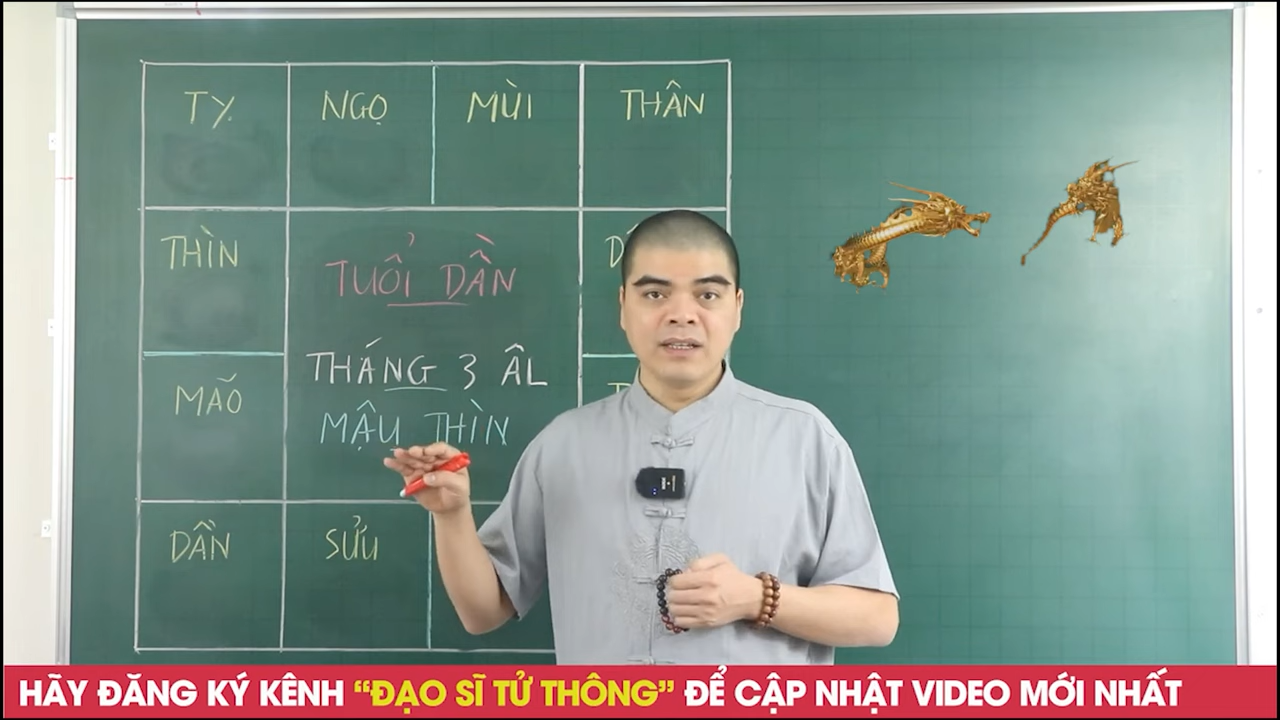 TỴ NGỌ MÙI THÂN
THÌN
TUỔI DẦN
THÁNG 3 ÂL
MÃO
MẬU THÌN
DẦN SỬU
HÃY ĐĂNG KÝ KÊNH “ĐẠO SĨ TỬ THÔNG” ĐỂ CẬP NHẬT VIDEO MỚI NHẤT